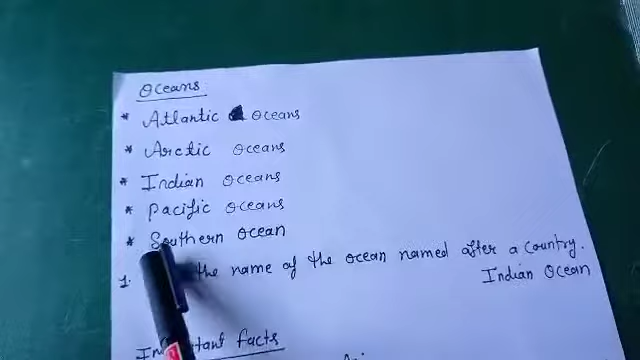 Oceans
* Atlantic Oceans
* Arctic Oceans
* Indian Oceans
* Pacific Oceans
* Southern Ocean
1. the name of the ocean named after a country.
Indian Ocean
facts